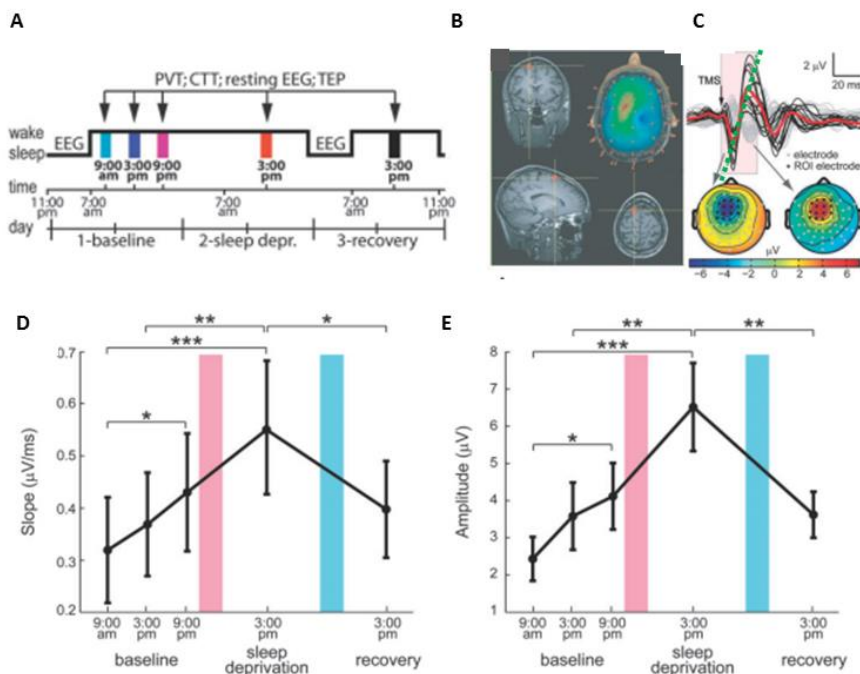 A
PVT; CTT; resting EEG; TEP
wake
sleep
EEG
EEG
9:00 am
3:00 pm
9:00 pm
3:00 pm
3:00 pm
time
11:00 pm
7:00 am
7:00 am
7:00 am
11:00 pm
day
1-baseline
2-sleep depr.
3-recovery
B
C
TMS
2 μV
20 ms
electrode
ROI electrode
μV
−6 −4 −2 0 2 4 6
D
** *
***
*
Slope (μV/ms)
0.7
0.6
0.5
0.4
0.3
0.2
9:00 am
3:00 pm
9:00 pm
3:00 pm
3:00 pm
baseline
sleep deprivation
recovery
E
** **
***
*
Amplitude (μV)
8
7
6
5
4
3
2
1
9:00 am
3:00 pm
9:00 pm
3:00 pm
3:00 pm
baseline
sleep deprivation
recovery